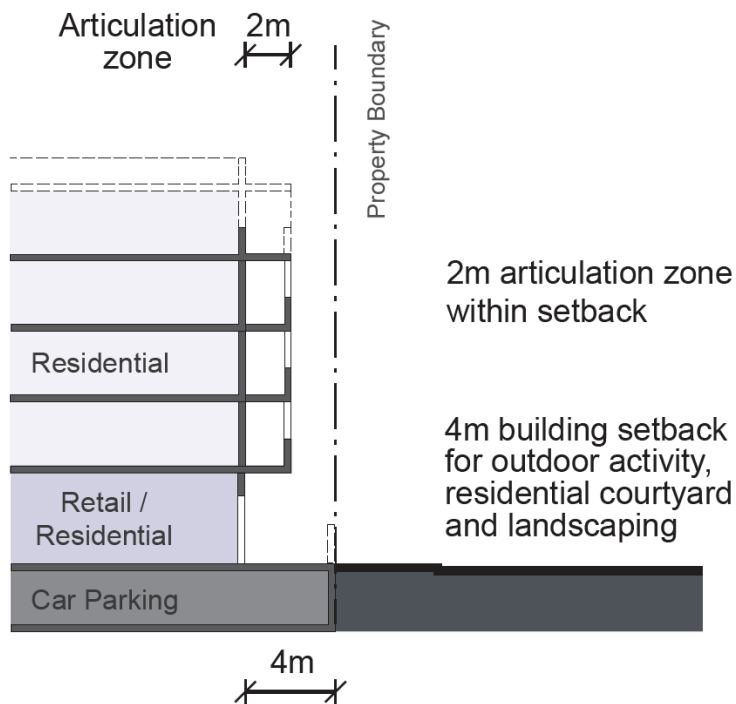 Articulation
zone
2m
Property Boundary
2m articulation zone
within setback
Residential
4m building setback
for outdoor activity,
residential courtyard
and landscaping
Retail /
Residential
Car Parking
4m